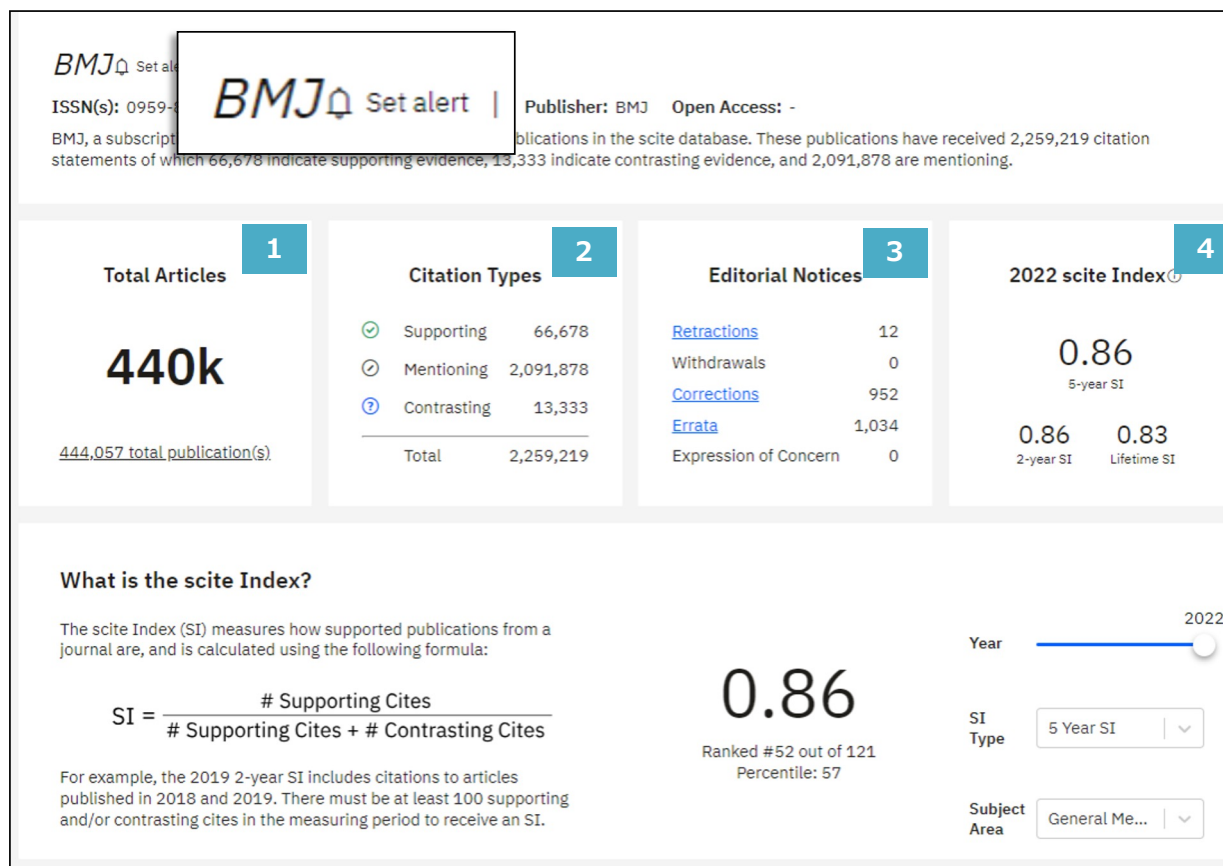 BMJ Set ale
BMJ Set alert |
ISSN(s): 0959- Publisher: BMJ Open Access: -
BMJ, a subscript blications in the scite database. These publications have received 2,259,219 citation
statements of which 66,678 indicate supporting evidence, 13,333 indicate contrasting evidence, and 2,091,878 are mentioning.
1
Total Articles
440k
444,057 total publication(s)
2
Citation Types
Supporting 66,678
Mentioning 2,091,878
Contrasting 13,333
Total 2,259,219
3
Editorial Notices
Retractions 12
Withdrawals 0
Corrections 952
Errata 1,034
Expression of Concern 0
4
2022 scite Index
0.86
5-year SI
0.86 0.83
2-year SI Lifetime SI
What is the scite Index?
The scite Index (SI) measures how supported publications from a
journal are, and is calculated using the following formula:
SI = # Supporting Cites
# Supporting Cites + # Contrasting Cites
For example, the 2019 2-year SI includes citations to articles
published in 2018 and 2019. There must be at least 100 supporting
and/or contrasting cites in the measuring period to receive an SI.
0.86
Ranked #52 out of 121
Percentile: 57
2022
Year
SI
Type
5 Year SI
Subject
Area
General Me...